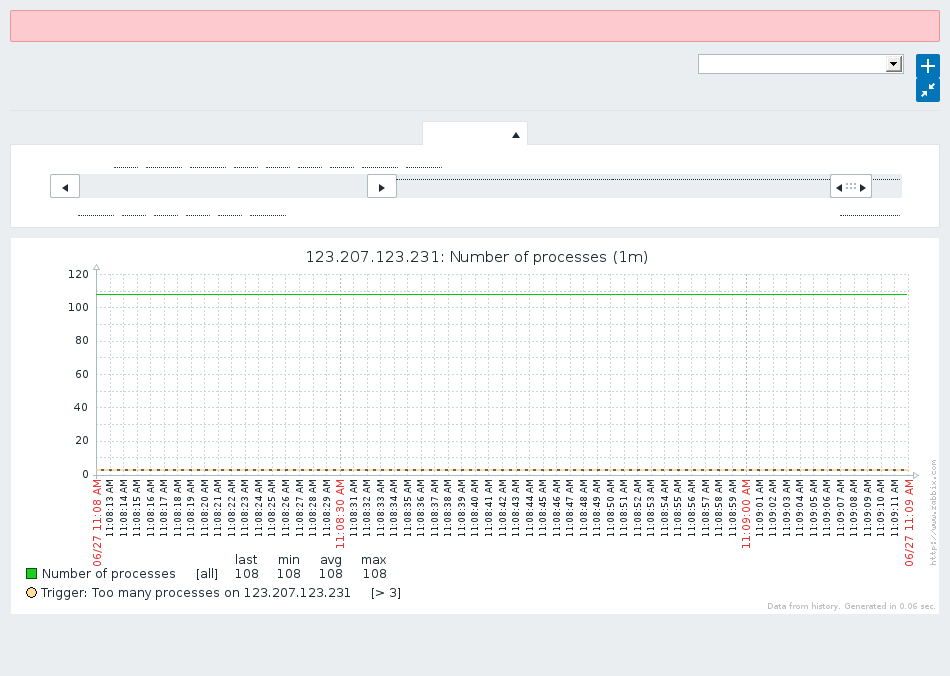 123.207.123.231: Number of processes (1m)
120
100
80
60
40
20
0
06/27 11:08 AM
11:08:13 AM
11:08:14 AM
11:08:15 AM
11:08:16 AM
11:08:17 AM
11:08:18 AM
11:08:19 AM
11:08:20 AM
11:08:21 AM
11:08:22 AM
11:08:23 AM
11:08:24 AM
11:08:25 AM
11:08:26 AM
11:08:27 AM
11:08:28 AM
11:08:29 AM
11:08:30 AM
11:08:31 AM
11:08:32 AM
11:08:33 AM
11:08:34 AM
11:08:35 AM
11:08:36 AM
11:08:37 AM
11:08:38 AM
11:08:39 AM
11:08:40 AM
11:08:41 AM
11:08:42 AM
11:08:43 AM
11:08:44 AM
11:08:45 AM
11:08:46 AM
11:08:47 AM
11:08:48 AM
11:08:49 AM
11:08:50 AM
11:08:51 AM
11:08:52 AM
11:08:53 AM
11:08:54 AM
11:08:55 AM
11:08:56 AM
11:08:57 AM
11:08:58 AM
11:08:59 AM
11:09:00 AM
11:09:01 AM
11:09:02 AM
11:09:03 AM
11:09:04 AM
11:09:05 AM
11:09:06 AM
11:09:07 AM
11:09:08 AM
11:09:09 AM
11:09:10 AM
11:09:11 AM
06/27 11:09 AM
http://www.zabbix.com
last min avg max
Number of processes [all] 108 108 108 108
Trigger: Too many processes on 123.207.123.231 [> 3]
Data from history. Generated in 0.06 sec.